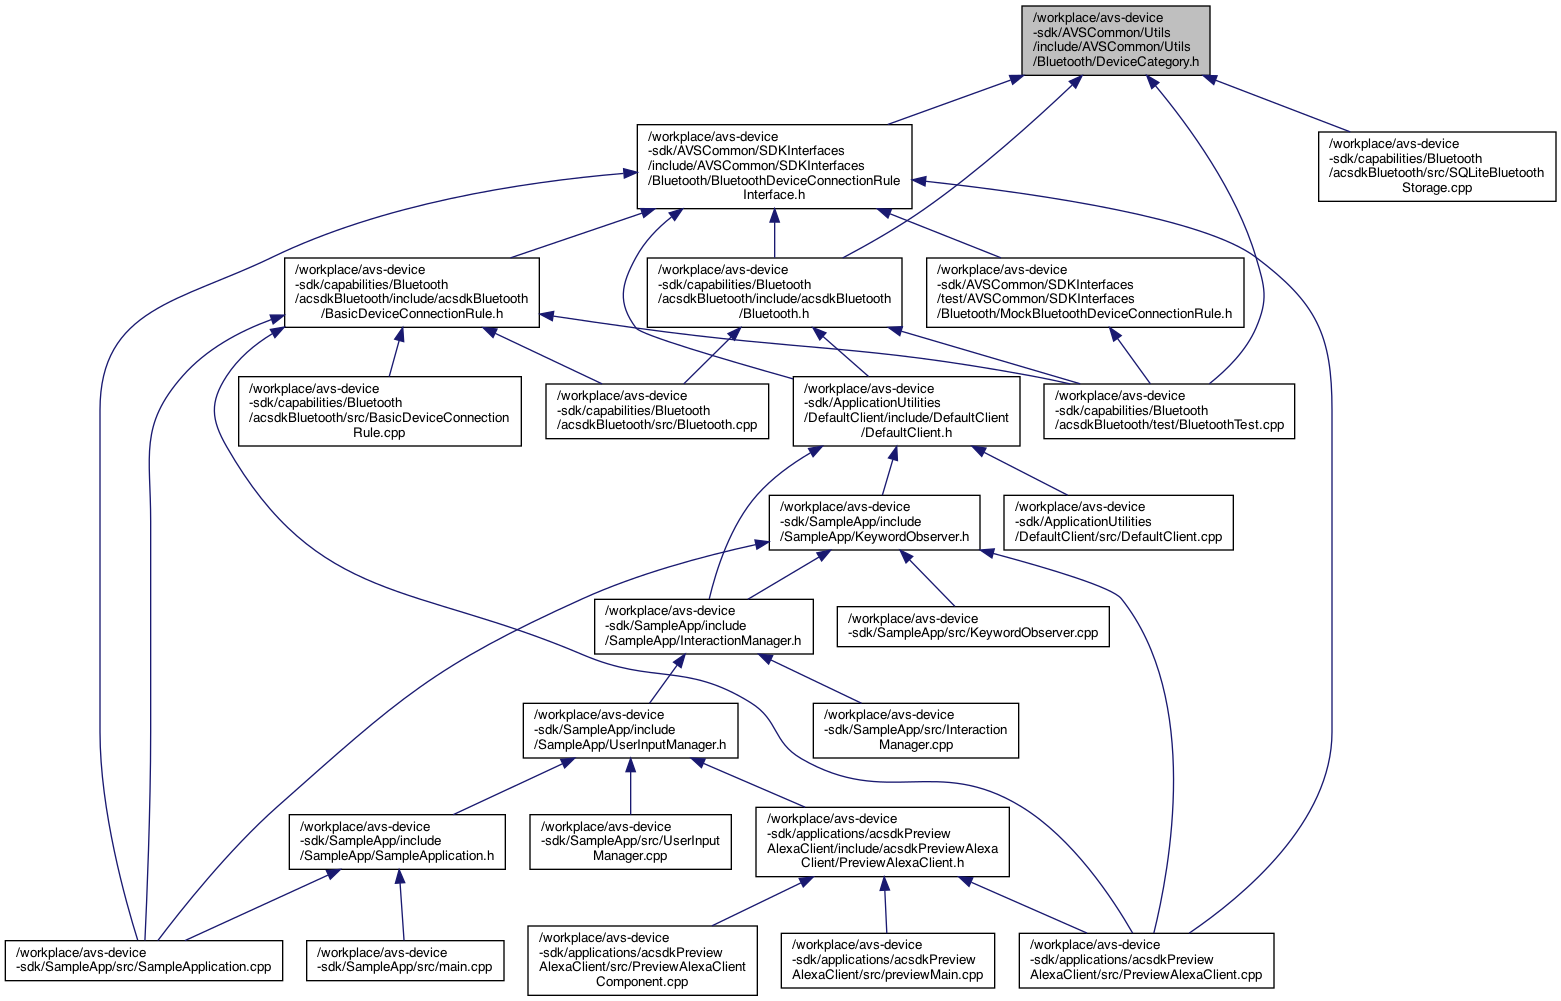 /workplace/avs-device
-sdk/AVSCommon/Utils
/include/AVSCommon/Utils
/Bluetooth/DeviceCategory.h
/workplace/avs-device
-sdk/AVSCommon/SDKInterfaces
/include/AVSCommon/SDKInterfaces
/Bluetooth/BluetoothDeviceConnectionRule
Interface.h
/workplace/avs-device
-sdk/capabilities/Bluetooth
/acsdkBluetooth/src/SQLiteBluetooth
Storage.cpp
/workplace/avs-device
-sdk/capabilities/Bluetooth
/acsdkBluetooth/include/acsdkBluetooth
/BasicDeviceConnectionRule.h
/workplace/avs-device
-sdk/capabilities/Bluetooth
/acsdkBluetooth/include/acsdkBluetooth
/Bluetooth.h
/workplace/avs-device
-sdk/AVSCommon/SDKInterfaces
/test/AVSCommon/SDKInterfaces
/Bluetooth/MockBluetoothDeviceConnectionRule.h
/workplace/avs-device
-sdk/capabilities/Bluetooth
/acsdkBluetooth/src/BasicDeviceConnection
Rule.cpp
/workplace/avs-device
-sdk/capabilities/Bluetooth
/acsdkBluetooth/src/Bluetooth.cpp
/workplace/avs-device
-sdk/ApplicationUtilities
/DefaultClient/include/DefaultClient
/DefaultClient.h
/workplace/avs-device
-sdk/capabilities/Bluetooth
/acsdkBluetooth/test/BluetoothTest.cpp
/workplace/avs-device
-sdk/SampleApp/include
/SampleApp/KeywordObserver.h
/workplace/avs-device
-sdk/ApplicationUtilities
/DefaultClient/src/DefaultClient.cpp
/workplace/avs-device
-sdk/SampleApp/include
/SampleApp/InteractionManager.h
/workplace/avs-device
-sdk/SampleApp/src/KeywordObserver.cpp
/workplace/avs-device
-sdk/SampleApp/include
/SampleApp/UserInputManager.h
/workplace/avs-device
-sdk/SampleApp/src/Interaction
Manager.cpp
/workplace/avs-device
-sdk/SampleApp/include
/SampleApp/SampleApplication.h
/workplace/avs-device
-sdk/SampleApp/src/UserInput
Manager.cpp
/workplace/avs-device
-sdk/applications/acsdkPreview
AlexaClient/include/acsdkPreviewAlexa
Client/PreviewAlexaClient.h
/workplace/avs-device
-sdk/SampleApp/src/SampleApplication.cpp
/workplace/avs-device
-sdk/SampleApp/src/main.cpp
/workplace/avs-device
-sdk/applications/acsdkPreview
AlexaClient/src/PreviewAlexaClient
Component.cpp
/workplace/avs-device
-sdk/applications/acsdkPreview
AlexaClient/src/previewMain.cpp
/workplace/avs-device
-sdk/applications/acsdkPreview
AlexaClient/src/PreviewAlexaClient.cpp